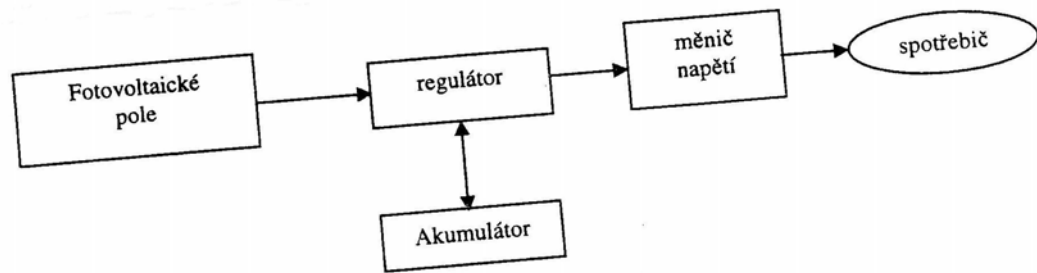 Fotovoltaické
pole
regulátor
měnič
napětí
spotřebič
Akumulátor